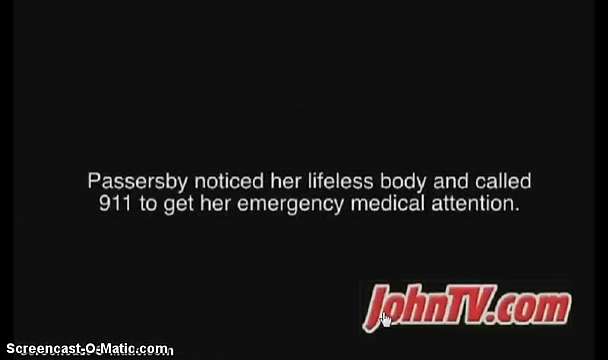 Passersby noticed her lifeless body and called
911 to get her emergency medical attention.
JohnTV.com
Screencast-O-Matic.com